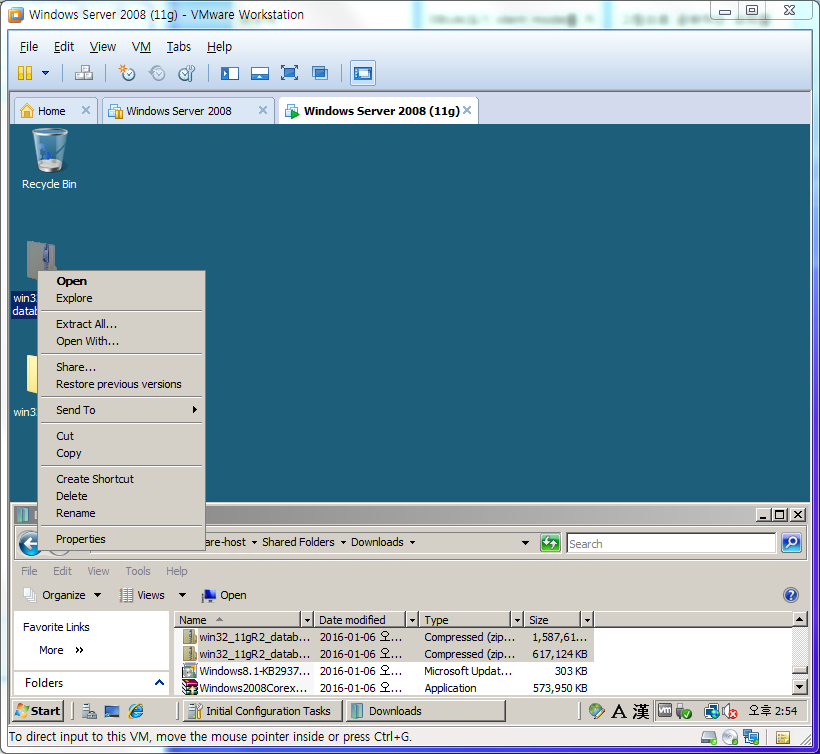 Windows Server 2008 (11g) - VMware Workstation
File Edit View VM Tabs Help
Home Windows Server 2008 Windows Server 2008 (11g)
Recycle Bin
win32
datab
win32
Open
Explore
Extract All...
Open With...
Share...
Restore previous versions
Send To
Cut
Copy
Create Shortcut
Delete
Rename
Properties
are-host Shared Folders Downloads Search
File Edit View Tools Help
Organize Views Open
Favorite Links
More »
Folders
Name Date modified Type Size
win32_11gR2_datab... 2016-01-06 오... Compressed (zip... 1,587,61...
win32_11gR2_datab... 2016-01-06 오... Compressed (zip... 617,124 KB
Windows8.1-KB2937... 2016-01-06 오... Microsoft Updat... 303 KB
Windows2008Corex... 2016-01-06 오... Application 573,950 KB
Start Initial Configuration Tasks Downloads A 漢 vm 오후 2:54
To direct input to this VM, move the mouse pointer inside or press Ctrl+G.